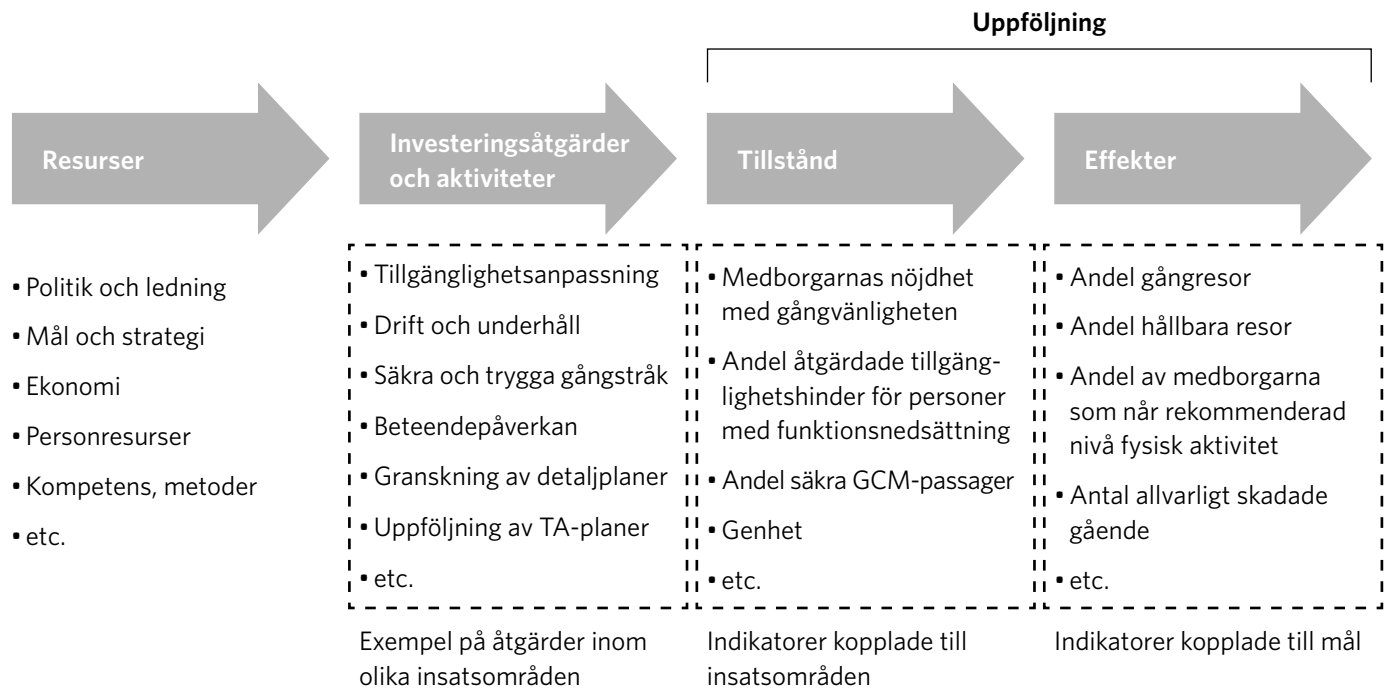 Uppföljning
Resurser
Investeringsåtgärder
och aktiviteter
Tillstånd
Effekter
• Politik och ledning
• Mål och strategi
• Ekonomi
• Personresurser
• Kompetens, metoder
• etc.
• Tillgänglighetsanpassning
• Drift och underhåll
• Säkra och trygga gångstråk
• Beteendepåverkan
• Granskning av detaljplaner
• Uppföljning av TA-planer
• etc.
Exempel på åtgärder inom
olika insatsområden
• Medborgarnas nöjdhet
med gångvänligheten
• Andel åtgärdade tillgäng-
lighetshinder för personer
med funktionsnedsättning
• Andel säkra GCM-passager
• Genhet
• etc.
Indikatorer kopplade till
insatsområden
• Andel gångresor
• Andel hållbara resor
• Andel av medborgarna
som når rekommenderad
nivå fysisk aktivitet
• Antal allvarligt skadade
gående
• etc.
Indikatorer kopplade till mål